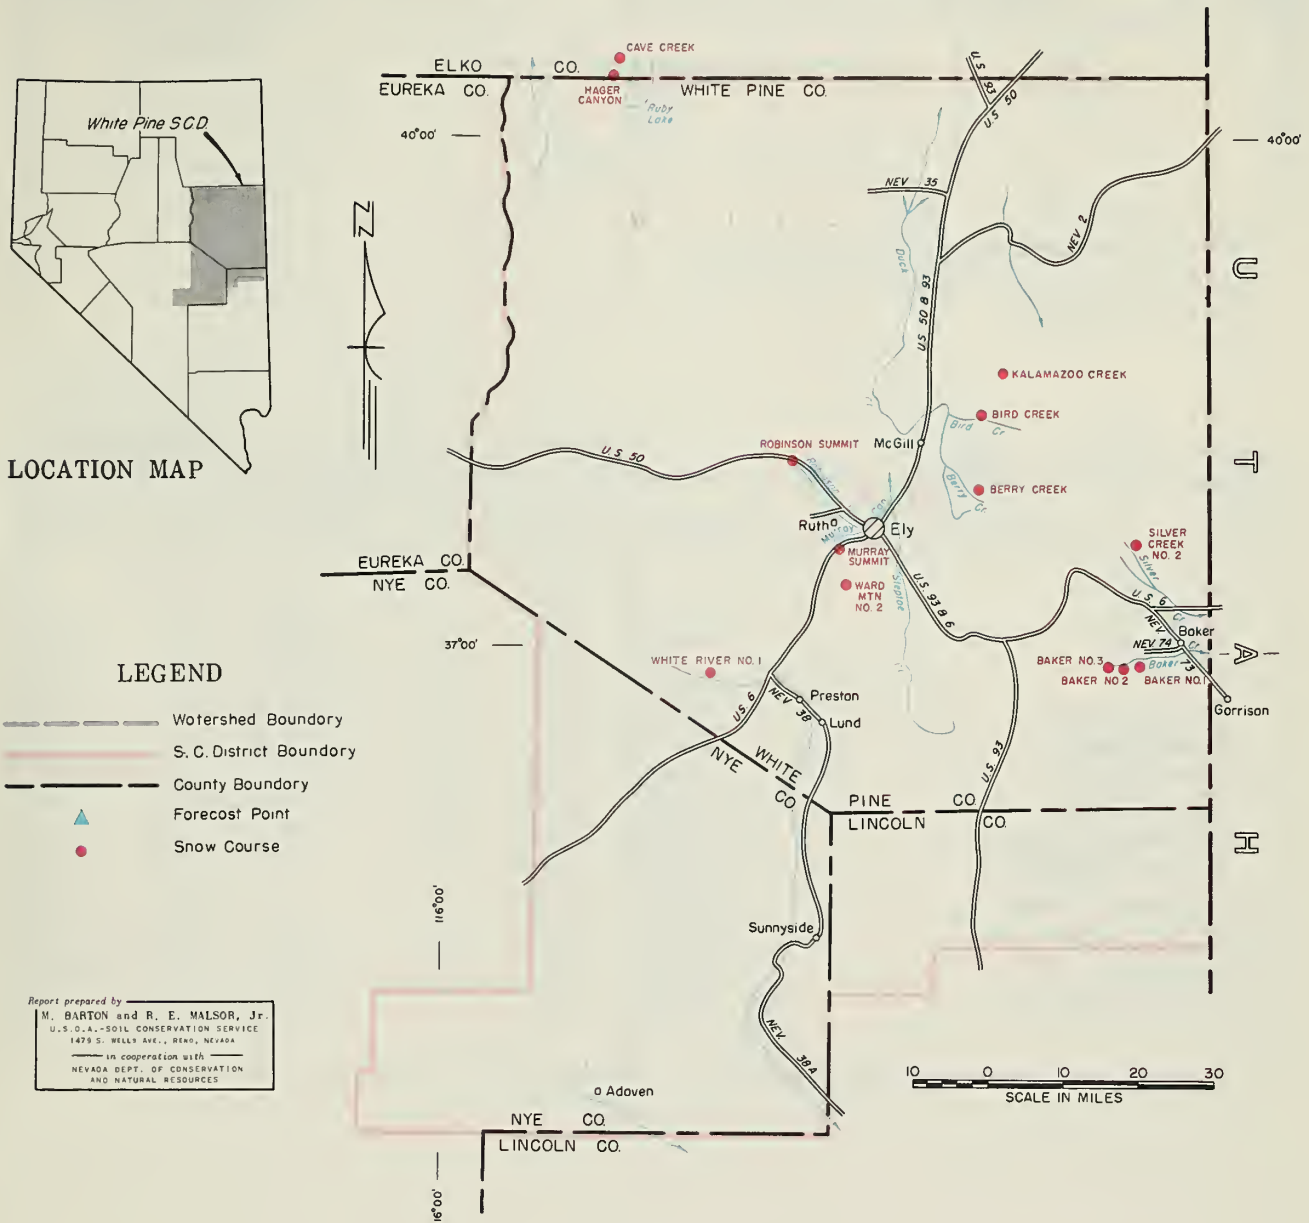 White Pine S.C.D.
LOCATION MAP
N
CAVE CREEK
HAGER
CANYON
ELKO CO.
EUREKA CO.
WHITE PINE CO.
Ruby
Lake
U.S. 93
U.S. 50
40°00'
40°00'
NEV 35
NEV 2
Duck
Cr.
U.S. 50 & 93
UTAH
KALAMAZOO CREEK
BIRD CREEK
Bird Cr.
McGill
ROBINSON SUMMIT
Robinson
U.S. 50
BERRY CREEK
Berry
Cr.
Can.
Ruth
Murray
Ely
MURRAY
SUMMIT
WARD
MTN
NO. 2
Steptoe
U.S. 93 & 6
SILVER
CREEK
NO. 2
Silver
Cr.
U.S. 6
NEV. 73
NEV. 74
Baker
Cr.
Baker
BAKER NO. 3
BAKER NO 2
BAKER NO. 1
Garrison
EUREKA CO.
NYE CO.
37°00'
WHITE RIVER NO. 1
U.S. 6
NEV 38
Preston
Lund
U.S. 93
NYE
WHITE
CO.
PINE CO.
LINCOLN CO.
LEGEND
Watershed Boundary
S. C. District Boundary
County Boundary
Forecast Point
Snow Course
116°00'
Sunnyside
NEV. 38A
Report prepared by
M. BARTON and R. E. MALSOR, Jr.
U.S.D.A.-SOIL CONSERVATION SERVICE
1479 S. WELLS AVE., RENO, NEVADA
in cooperation with
NEVADA DEPT. OF CONSERVATION
AND NATURAL RESOURCES
Adaven
10 0 10 20 30
SCALE IN MILES
NYE CO.
LINCOLN CO.
16°00'